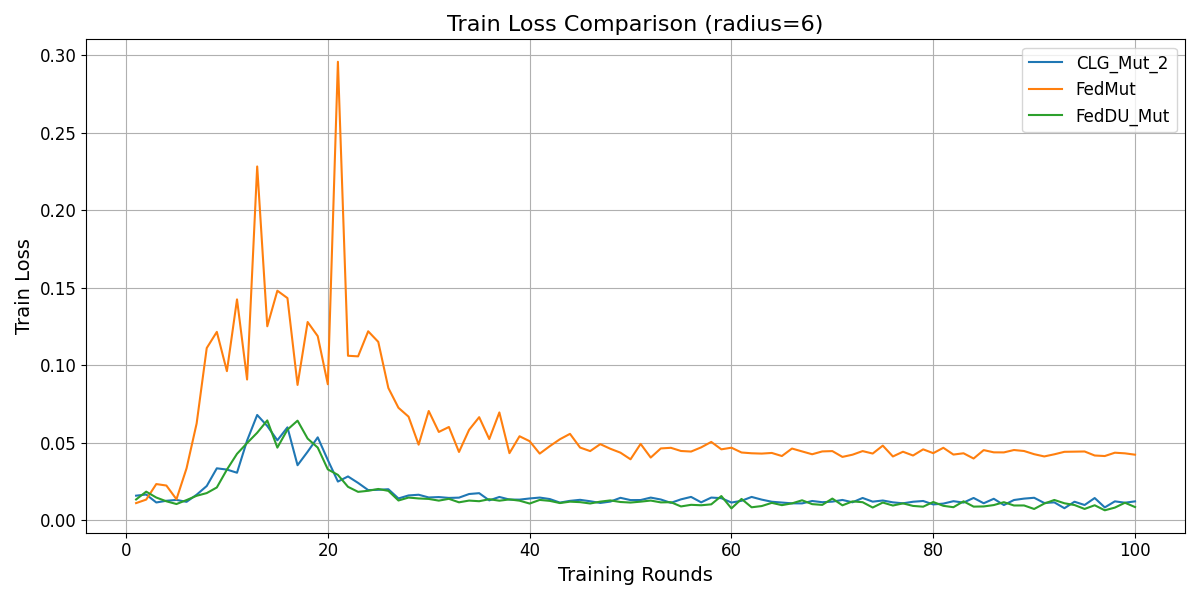 Train Loss Comparison (radius=6)
CLG_Mut_2
FedMut
FedDU_Mut
Train Loss
0.30
0.25
0.20
0.15
0.10
0.05
0.00
0
20
40
60
80
100
Training Rounds